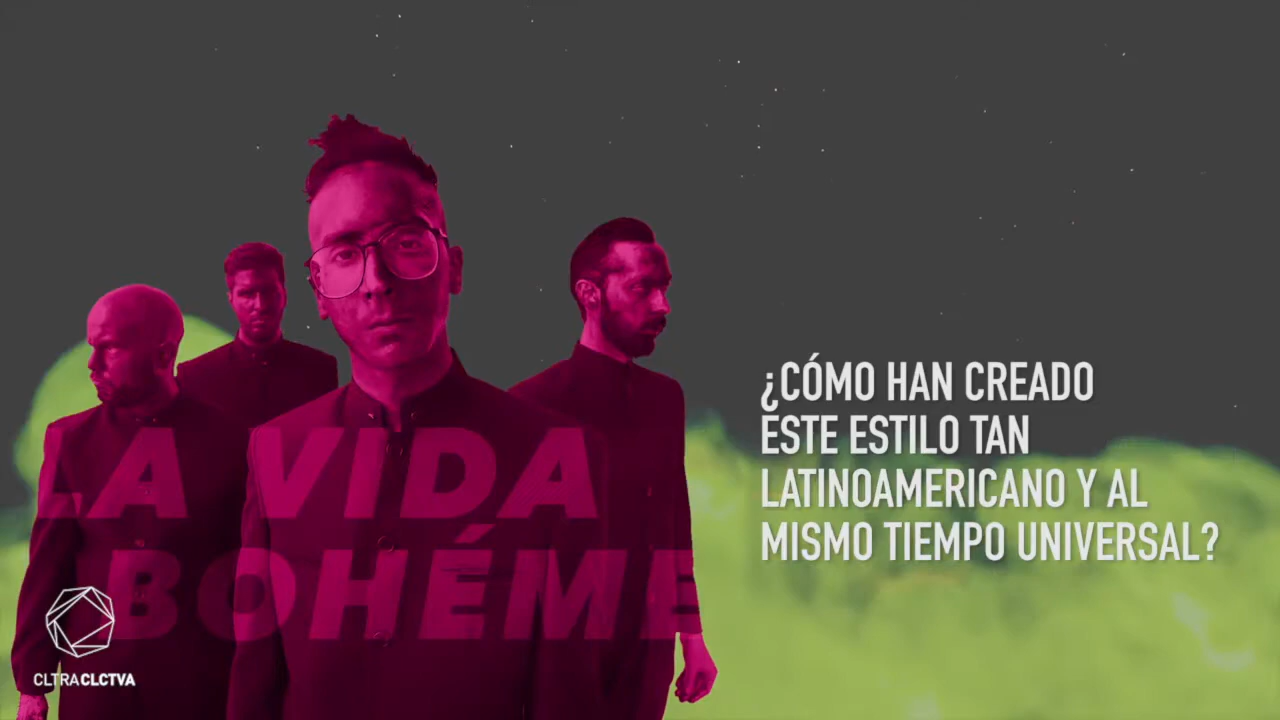 LA VIDA
BOHÉME
¿CÓMO HAN CREADO
ESTE ESTILO TAN
LATINOAMERICANO Y AL
MISMO TIEMPO UNIVERSAL?
CLTRACLCTVA